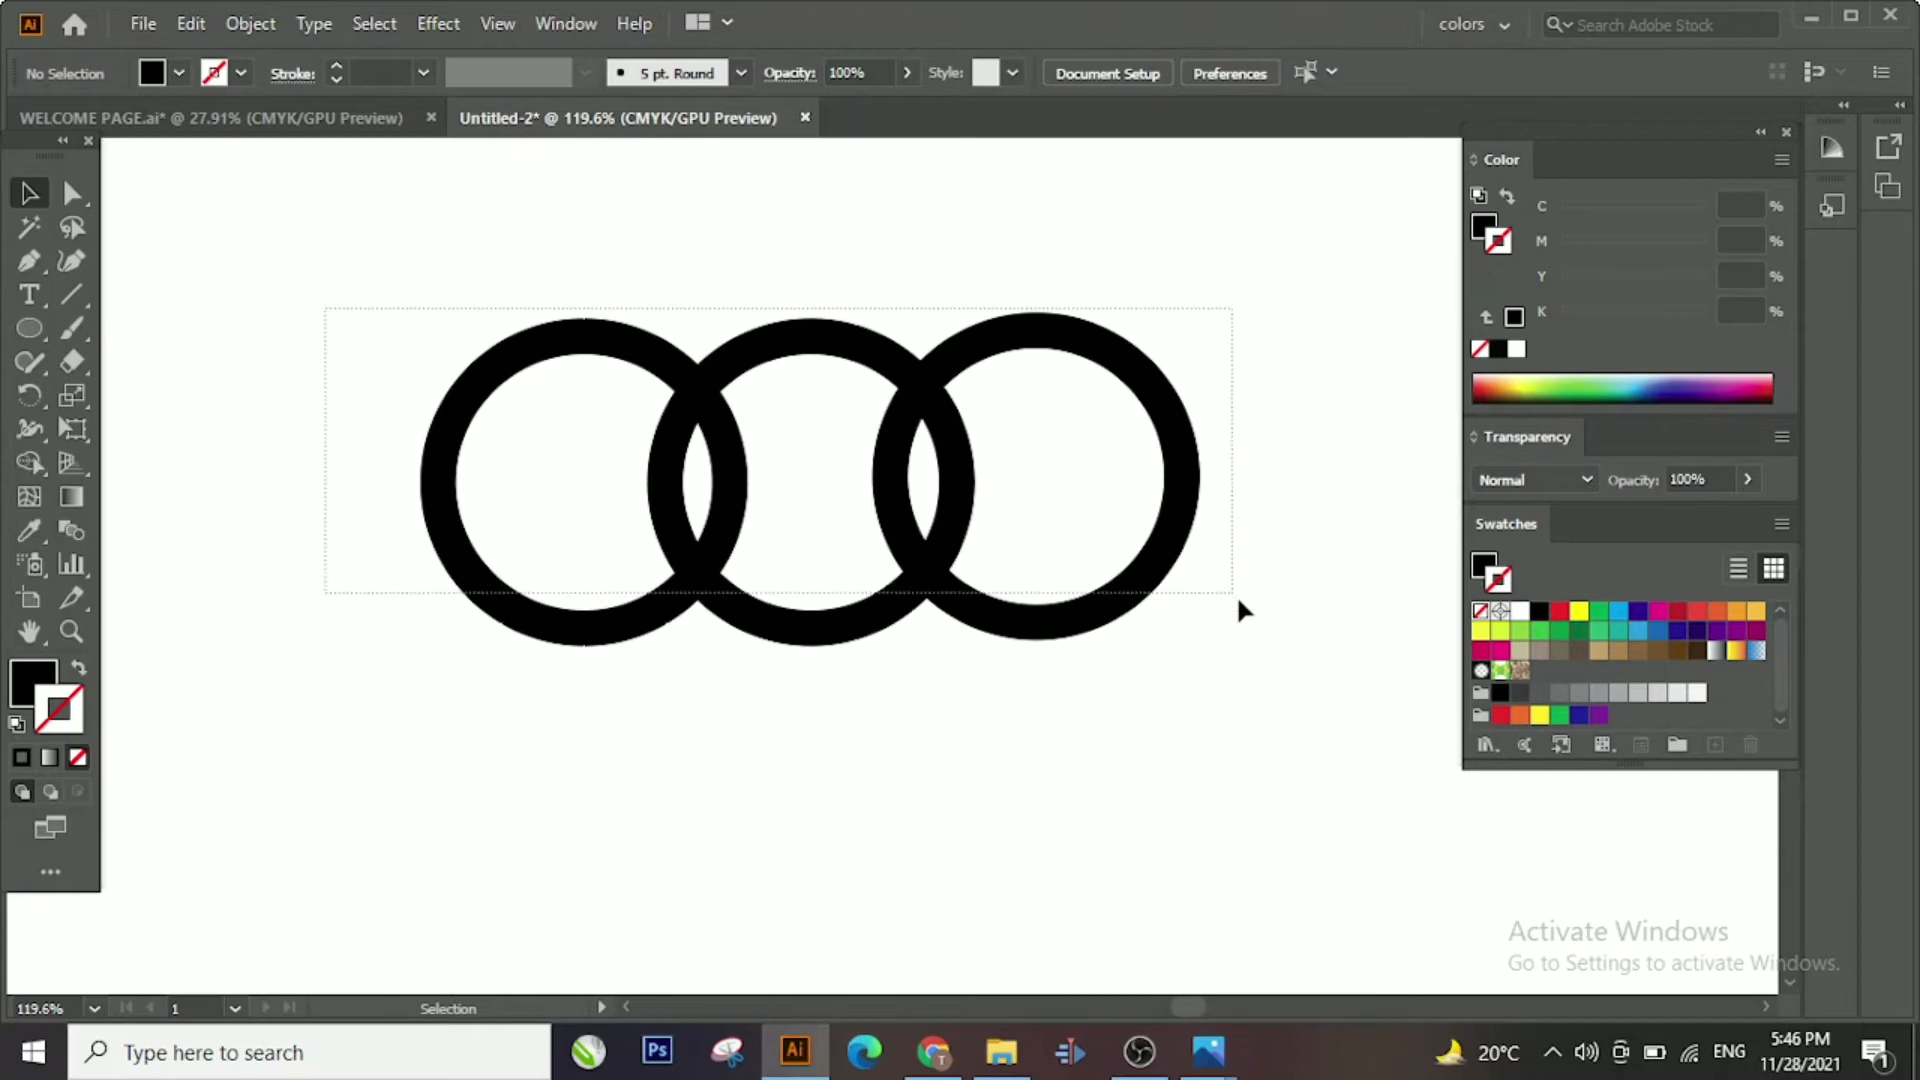 Ai File Edit Object Type Select Effect View Window Help colors Search Adobe Stock
No Selection Stroke: 5 pt. Round Opacity: 100% Style: Document Setup Preferences
WELCOME PAGE.ai* @ 27.91% (CMYK/GPU Preview) Untitled-2* @ 119.6% (CMYK/GPU Preview)
Color
C %
M %
Y %
K %
Transparency
Normal Opacity: 100%
Swatches
Activate Windows
Go to Settings to activate Windows.
119.6% 1 Selection
Type here to search Ps Ai 20°C ENG 5:46 PM
11/28/2021 1